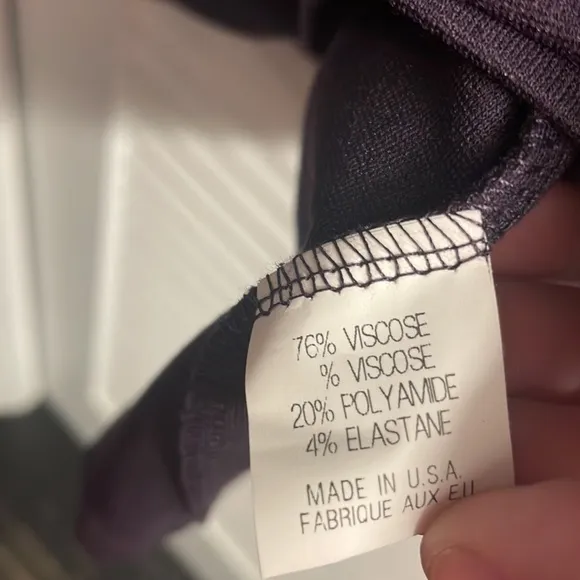 76% VISCOSE
% VISCOSE
20% POLYAMIDE
4% ELASTANE
MADE IN U.S.A.
FABRIQUE AUX E.U